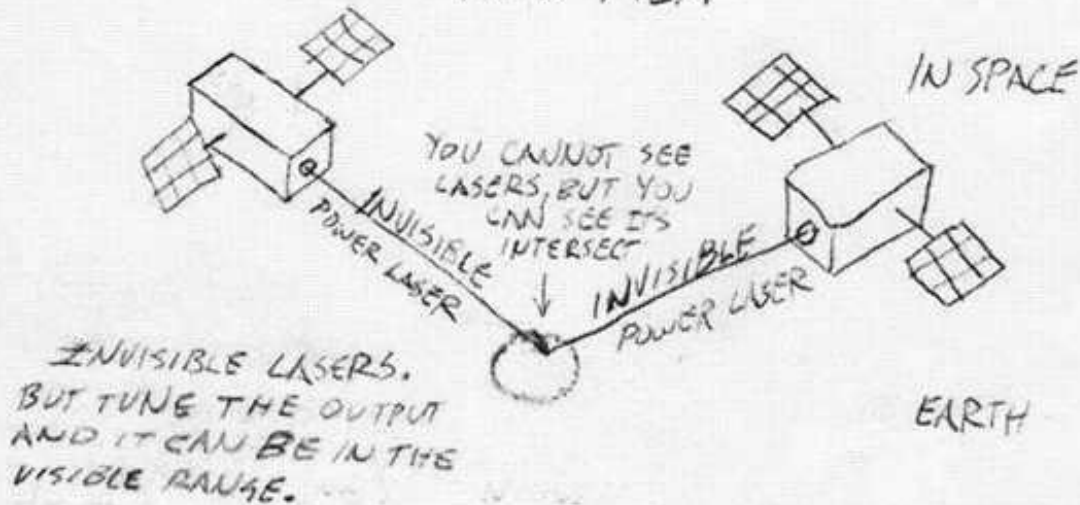 IN SPACE
YOU CANNOT SEE
LASERS, BUT YOU
CAN SEE ITS
INTERSECT
INVISIBLE
POWER LASER
INVISIBLE
POWER LASER
INVISIBLE LASERS.
BUT TUNE THE OUTPUT
AND IT CAN BE IN THE
VISIBLE RANGE.
EARTH